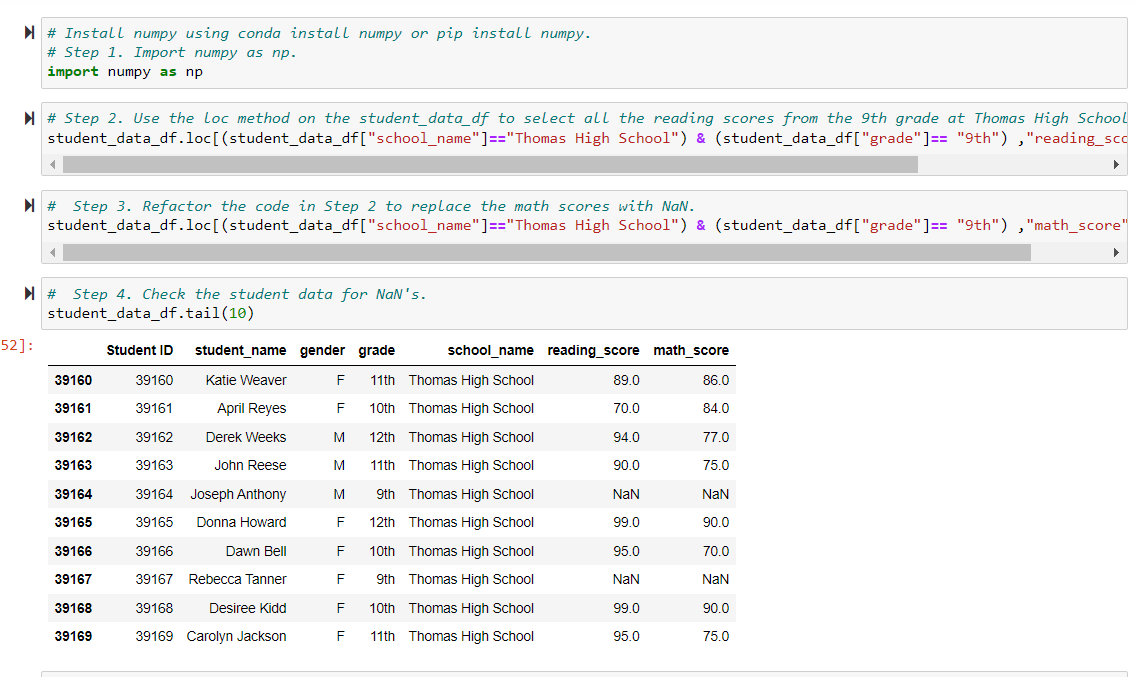 # Install numpy using conda install numpy or pip install numpy.
# Step 1. Import numpy as np.
import numpy as np
# Step 2. Use the loc method on the student_data_df to select all the reading scores from the 9th grade at Thomas High School
student_data_df.loc[(student_data_df["school_name"]=="Thomas High School") & (student_data_df["grade"]== "9th") ,"reading_sco
#  Step 3. Refactor the code in Step 2 to replace the math scores with NaN.
student_data_df.loc[(student_data_df["school_name"]=="Thomas High School") & (student_data_df["grade"]== "9th") ,"math_score"
#  Step 4. Check the student data for NaN's.
student_data_df.tail(10)
52]:
Student ID student_name gender grade school_name reading_score math_score
39160 39160 Katie Weaver F 11th Thomas High School 89.0 86.0
39161 39161 April Reyes F 10th Thomas High School 70.0 84.0
39162 39162 Derek Weeks M 12th Thomas High School 94.0 77.0
39163 39163 John Reese M 11th Thomas High School 90.0 75.0
39164 39164 Joseph Anthony M 9th Thomas High School NaN NaN
39165 39165 Donna Howard F 12th Thomas High School 99.0 90.0
39166 39166 Dawn Bell F 10th Thomas High School 95.0 70.0
39167 39167 Rebecca Tanner F 9th Thomas High School NaN NaN
39168 39168 Desiree Kidd F 10th Thomas High School 99.0 90.0
39169 39169 Carolyn Jackson F 11th Thomas High School 95.0 75.0